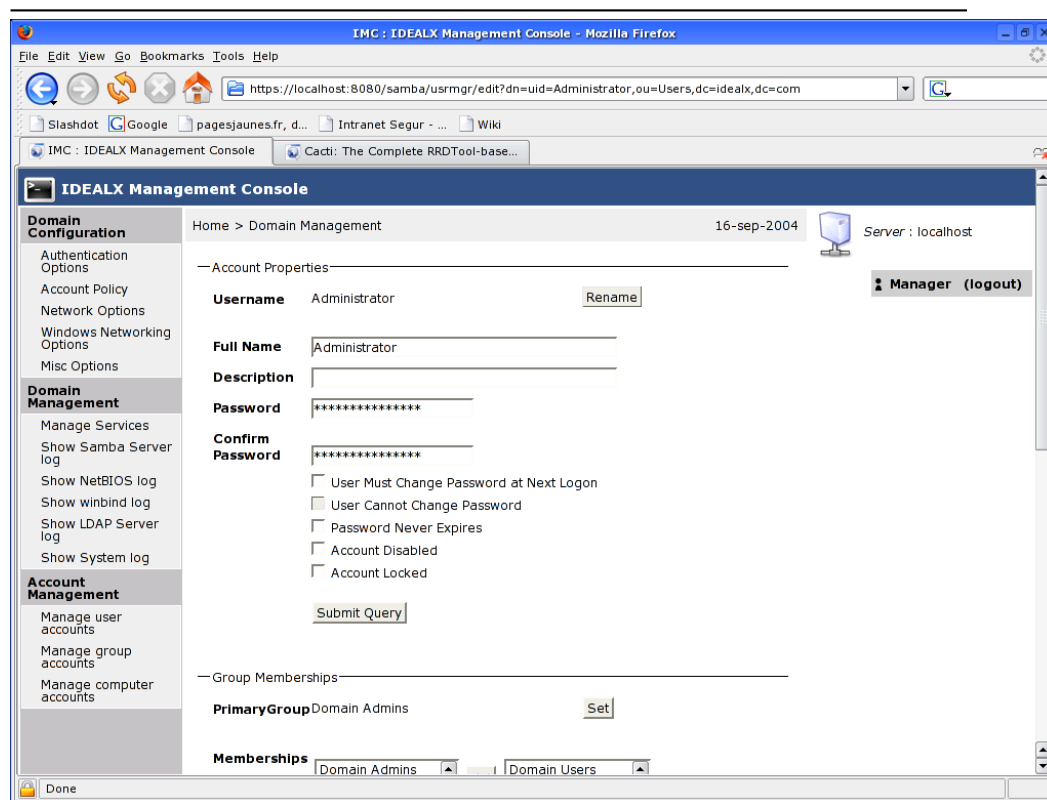 IMC : IDEALX Management Console - Mozilla Firefox
File Edit View Go Bookmarks Tools Help
https://localhost:8080/samba/usrmgr/edit?dn=uid=Administrator,ou=Users,dc=idealx,dc=com
G
Slashdot Google pagesjaunes.fr, d... Intranet Segur - ... Wiki
IMC : IDEALX Management Console Cacti: The Complete RRDTool-base...
IDEALX Management Console
Domain
Configuration
Authentication
Options
Account Policy
Network Options
Windows Networking
Options
Misc Options
Domain
Management
Manage Services
Show Samba Server
log
Show NetBIOS log
Show winbind log
Show LDAP Server
log
Show System log
Account
Management
Manage user
accounts
Manage group
accounts
Manage computer
accounts
Home > Domain Management 16-sep-2004
Account Properties
Username Administrator Rename
Full Name Administrator
Description
Password ***************
Confirm
Password ***************
User Must Change Password at Next Logon
User Cannot Change Password
Password Never Expires
Account Disabled
Account Locked
Submit Query
Group Memberships
PrimaryGroup Domain Admins Set
Memberships
Domain Admins Domain Users
Server : localhost
Manager (logout)
Done